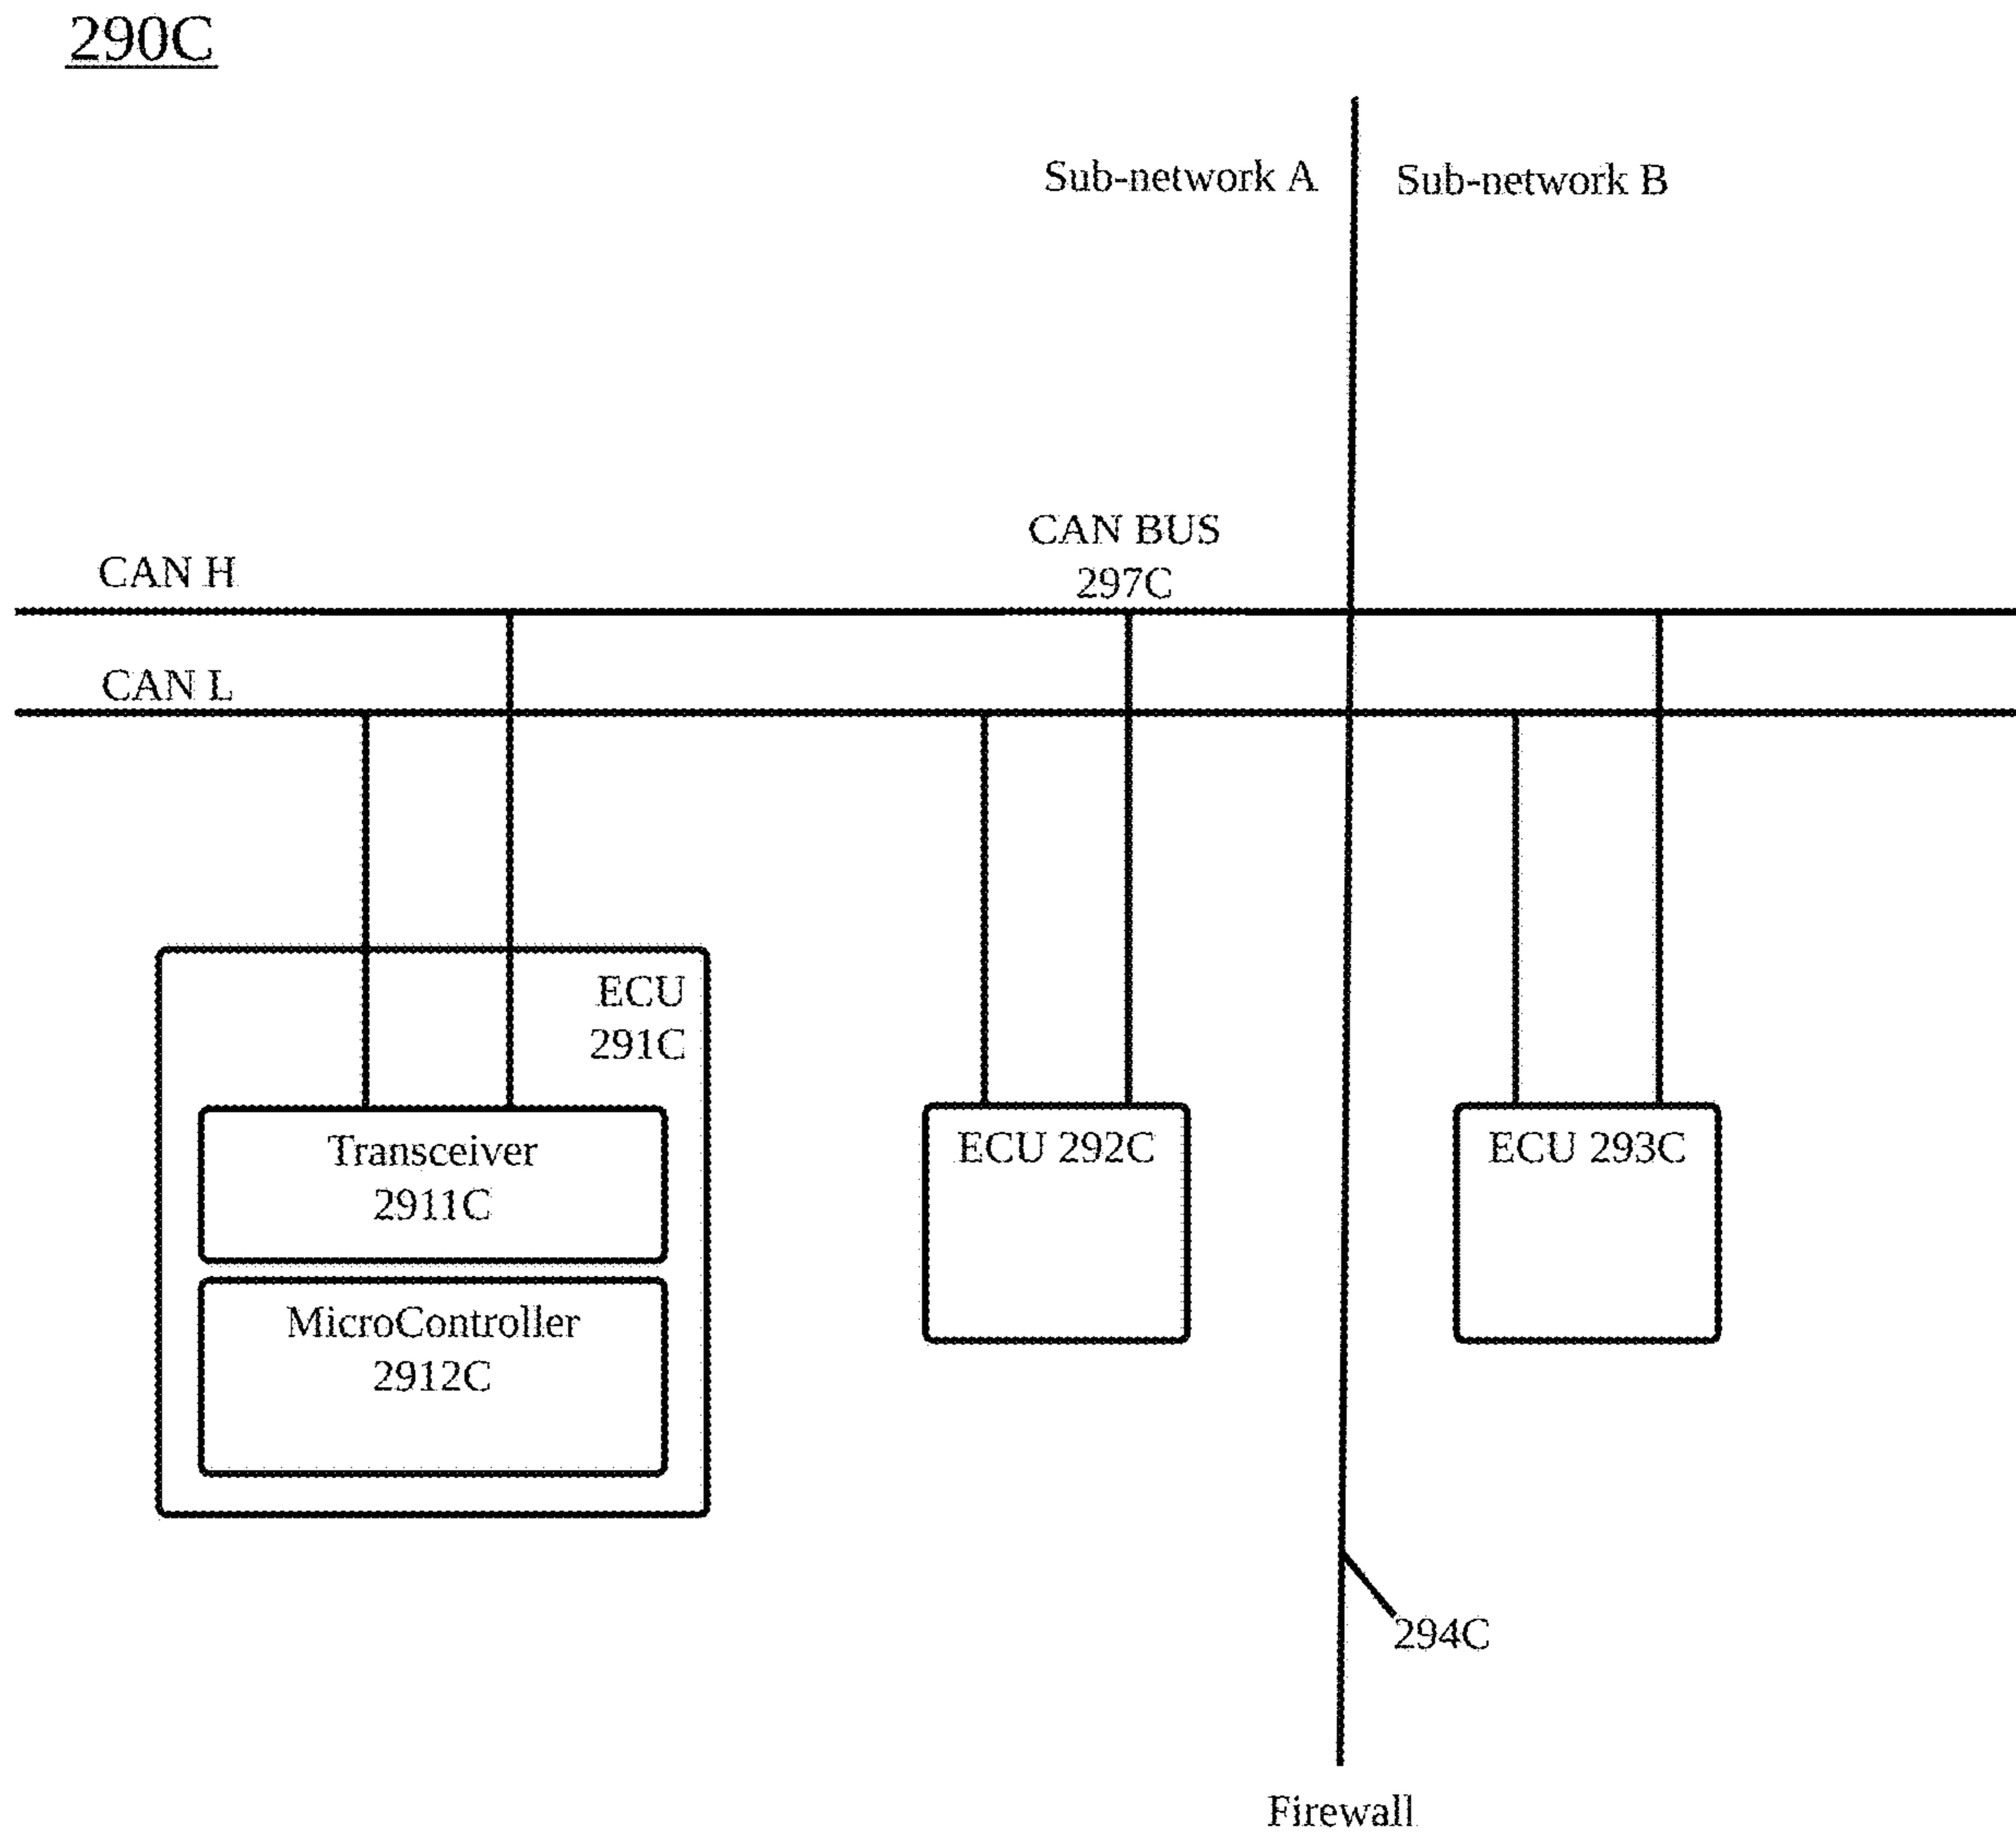 290C
Sub-network A
Sub-network B
CAN BUS
297C
CAN H
CAN L
ECU
291C
Transceiver
2911C
MicroController
2912C
ECU 292C
ECU 293C
294C
Firewall